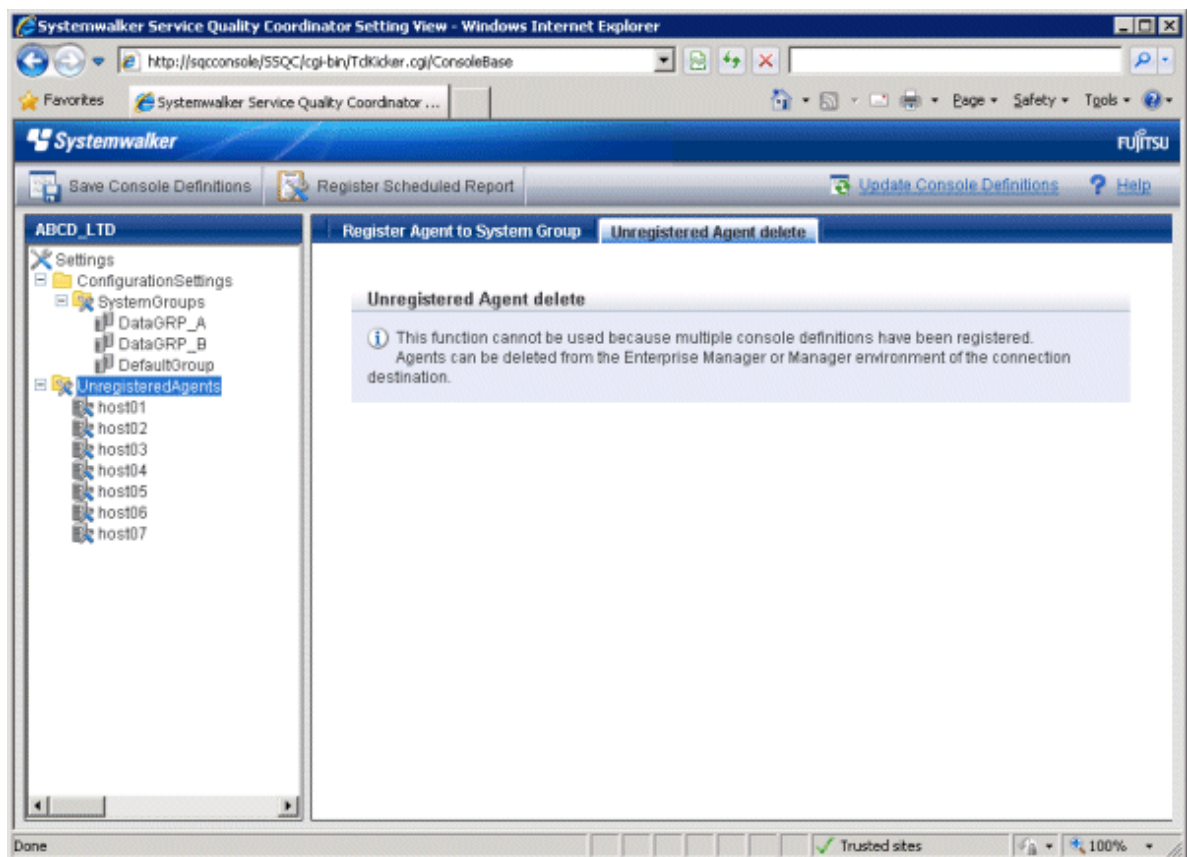 Systemwalker Service Quality Coordinator Setting View - Windows Internet Explorer
http://sqcconsole/SSQC/cgi-bin/TdKicker.cgi/ConsoleBase
Favorites Systemwalker Service Quality Coordinator ... Page Safety Tools
Systemwalker FUJITSU
Save Console Definitions Register Scheduled Report Update Console Definitions ? Help
ABCD_LTD Register Agent to System Group Unregistered Agent delete
Settings
ConfigurationSettings
SystemGroups
DataGRP_A
DataGRP_B
DefaultGroup
UnregisteredAgents
host01
host02
host03
host04
host05
host06
host07
Unregistered Agent delete
This function cannot be used because multiple console definitions have been registered.
Agents can be deleted from the Enterprise Manager or Manager environment of the connection
destination.
Done Trusted sites 100%